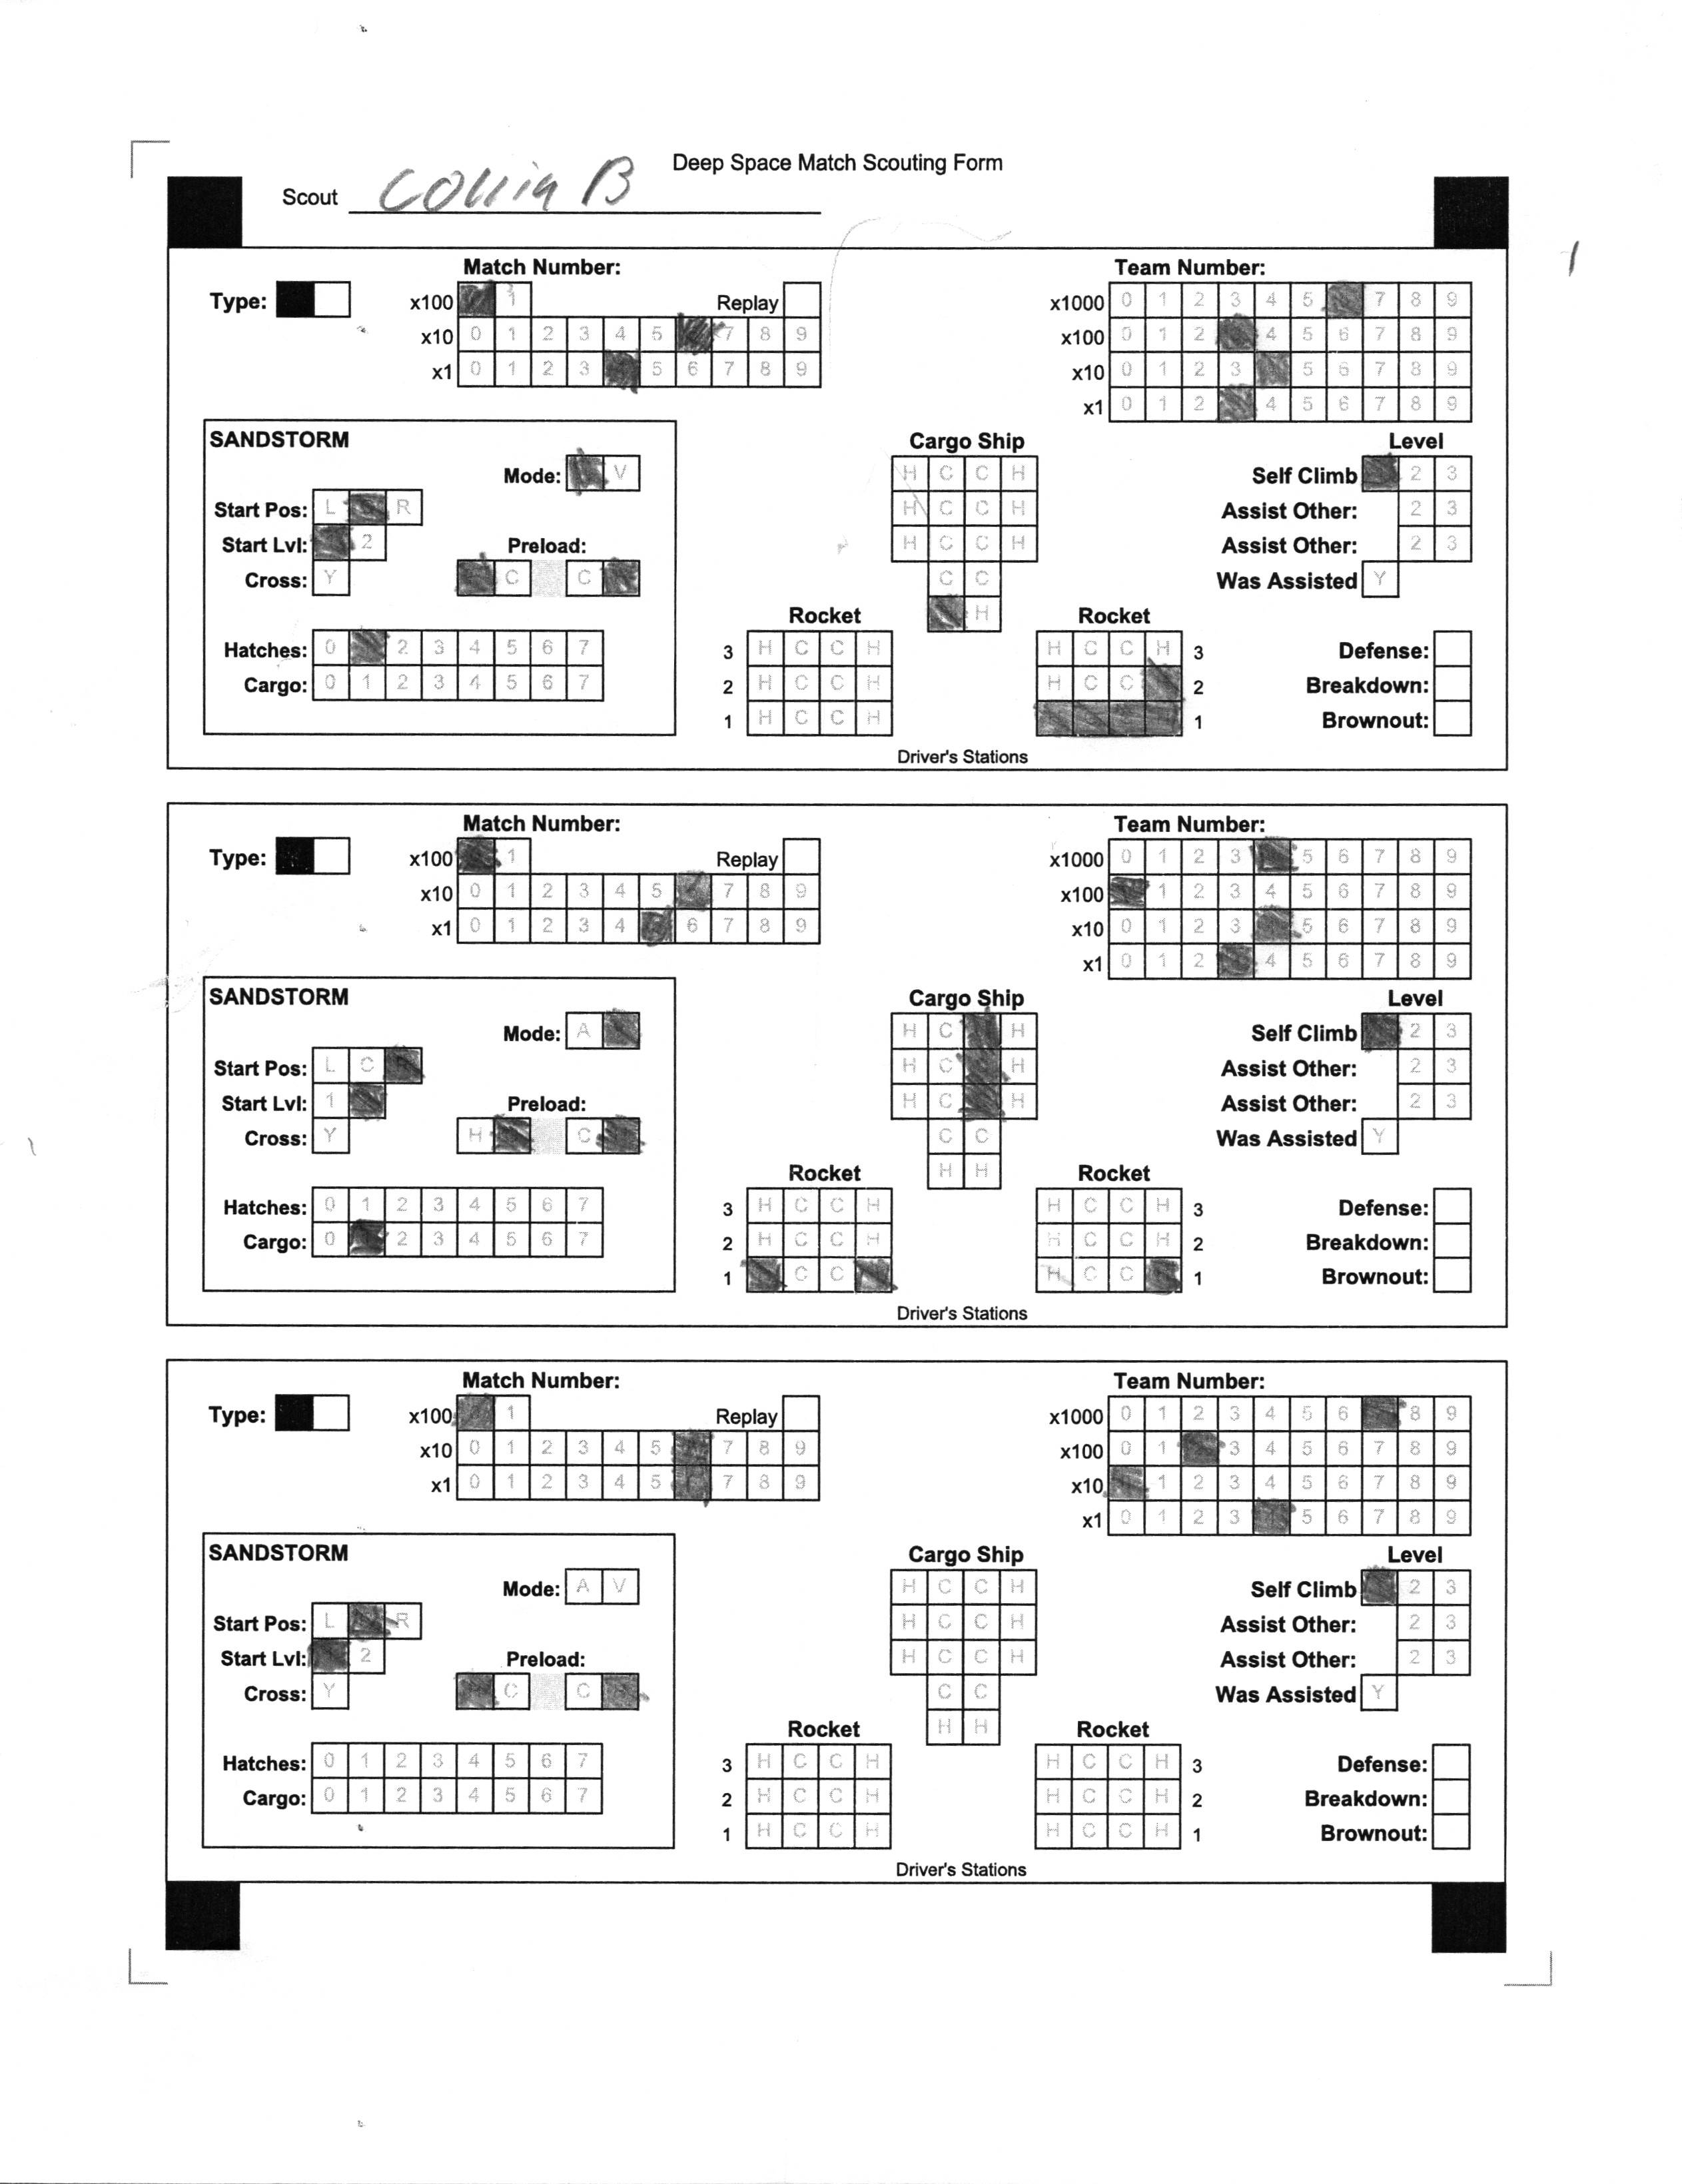 Deep Space Match Scouting Form
Scout Collin B
Match Number: Team Number:
Type: x100 1 Replay x1000 0 1 2 3 4 5 7 8 9
x10 0 1 2 3 4 5 7 8 9 x100 0 1 2 4 5 6 7 8 9
x1 0 1 2 3 5 6 7 8 9 x10 0 1 2 3 5 6 7 8 9
x1 0 1 2 4 5 6 7 8 9
SANDSTORM Cargo Ship Level
Mode: V H C C H Self Climb 2 3
Start Pos: L R H C C H Assist Other: 2 3
Start Lvl: 2 Preload: H C C H Assist Other: 2 3
Cross: Y C C C C Was Assisted Y
Rocket H Rocket
Hatches: 0 2 3 4 5 6 7 3 H C C H H C C H 3 Defense:
Cargo: 0 1 2 3 4 5 6 7 2 H C C H H C C 2 Breakdown:
1 H C C H 1 Brownout:
Driver's Stations
Match Number: Team Number:
Type: x100 1 Replay x1000 0 1 2 3 5 6 7 8 9
x10 0 1 2 3 4 5 7 8 9 x100 1 2 3 4 5 6 7 8 9
x1 0 1 2 3 4 6 7 8 9 x10 0 1 2 3 5 6 7 8 9
x1 0 1 2 4 5 6 7 8 9
SANDSTORM Cargo Ship Level
Mode: A H C H Self Climb 2 3
Start Pos: L C H C H Assist Other: 2 3
Start Lvl: 1 Preload: H C H Assist Other: 2 3
Cross: Y H C C C Was Assisted Y
Rocket H H Rocket
Hatches: 0 1 2 3 4 5 6 7 3 H C C H H C C H 3 Defense:
Cargo: 0 2 3 4 5 6 7 2 H C C H H C C H 2 Breakdown:
1 C C H C C 1 Brownout:
Driver's Stations
Match Number: Team Number:
Type: x100 1 Replay x1000 0 1 2 3 4 5 6 8 9
x10 0 1 2 3 4 5 7 8 9 x100 0 1 3 4 5 6 7 8 9
x1 0 1 2 3 4 5 7 8 9 x10 1 2 3 4 5 6 7 8 9
x1 0 1 2 3 5 6 7 8 9
SANDSTORM Cargo Ship Level
Mode: A V H C C H Self Climb 2 3
Start Pos: L R H C C H Assist Other: 2 3
Start Lvl: 2 Preload: H C C H Assist Other: 2 3
Cross: Y C C C C Was Assisted Y
Rocket H H Rocket
Hatches: 0 1 2 3 4 5 6 7 3 H C C H H C C H 3 Defense:
Cargo: 0 1 2 3 4 5 6 7 2 H C C H H C C H 2 Breakdown:
1 H C C H H C C H 1 Brownout:
Driver's Stations